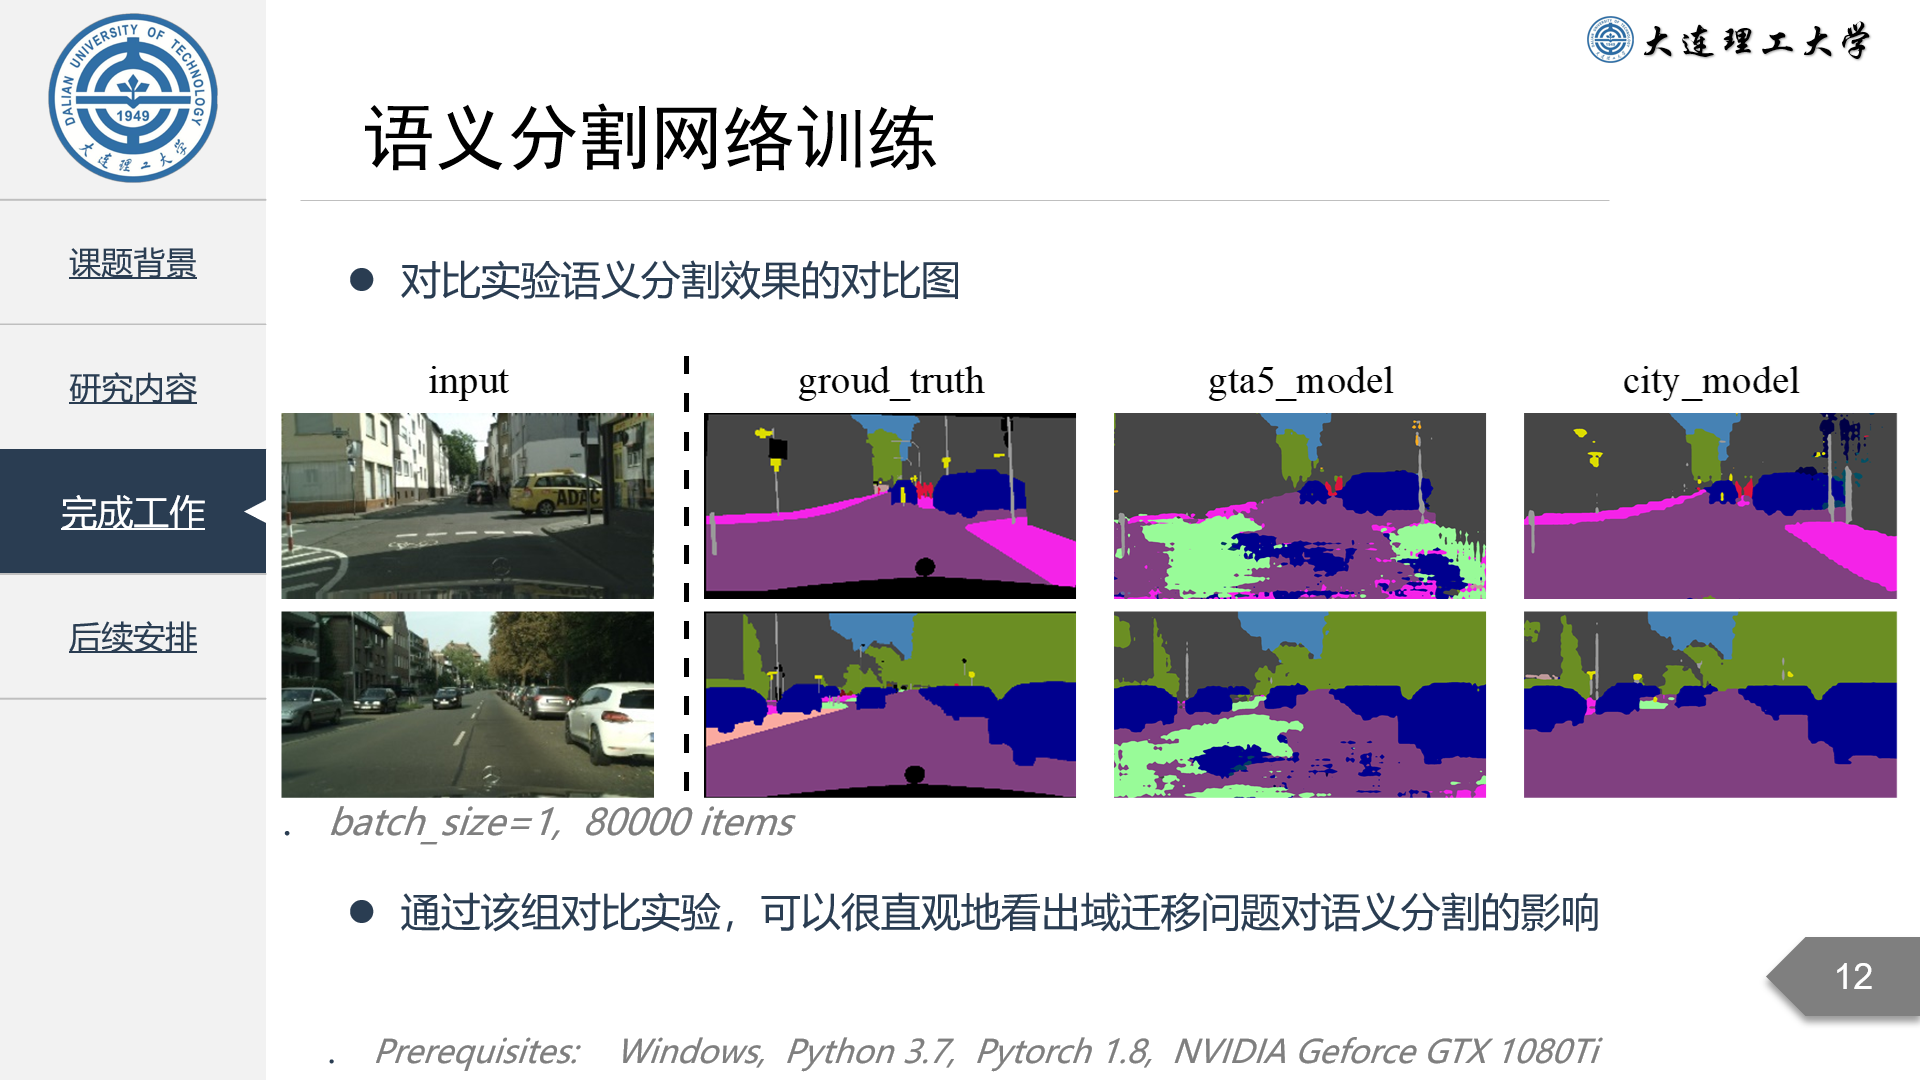 DALIAN UNIVERSITY OF TECHNOLOGY
1949
大连理工大学
大连理工大学
语义分割网络训练
课题背景
研究内容
完成工作
后续安排
● 对比实验语义分割效果的对比图
input
groud_truth
gta5_model
city_model
ADAC
. batch_size=1, 80000 items
● 通过该组对比实验，可以很直观地看出域迁移问题对语义分割的影响
12
. Prerequisites: Windows, Python 3.7, Pytorch 1.8, NVIDIA Geforce GTX 1080Ti